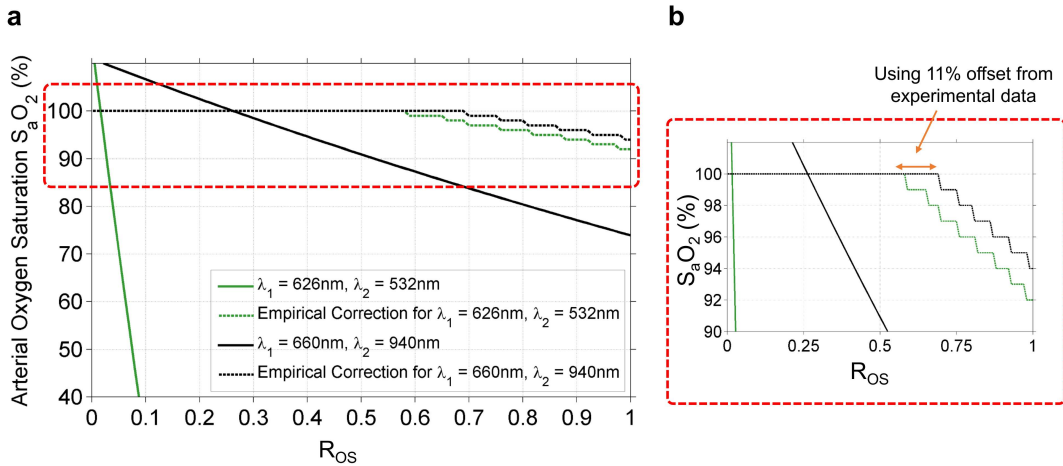 a
Arterial Oxygen Saturation SaO2 (%)
100
90
80
70
60
50
40
0
0.1
0.2
0.3
0.4
0.5
0.6
0.7
0.8
0.9
1
ROS
λ1 = 626nm, λ2 = 532nm
Empirical Correction for λ1 = 626nm, λ2 = 532nm
λ1 = 660nm, λ2 = 940nm
Empirical Correction for λ1 = 660nm, λ2 = 940nm
b
Using 11% offset from
experimental data
SaO2 (%)
100
98
96
94
92
90
0
0.25
0.5
0.75
1
ROS